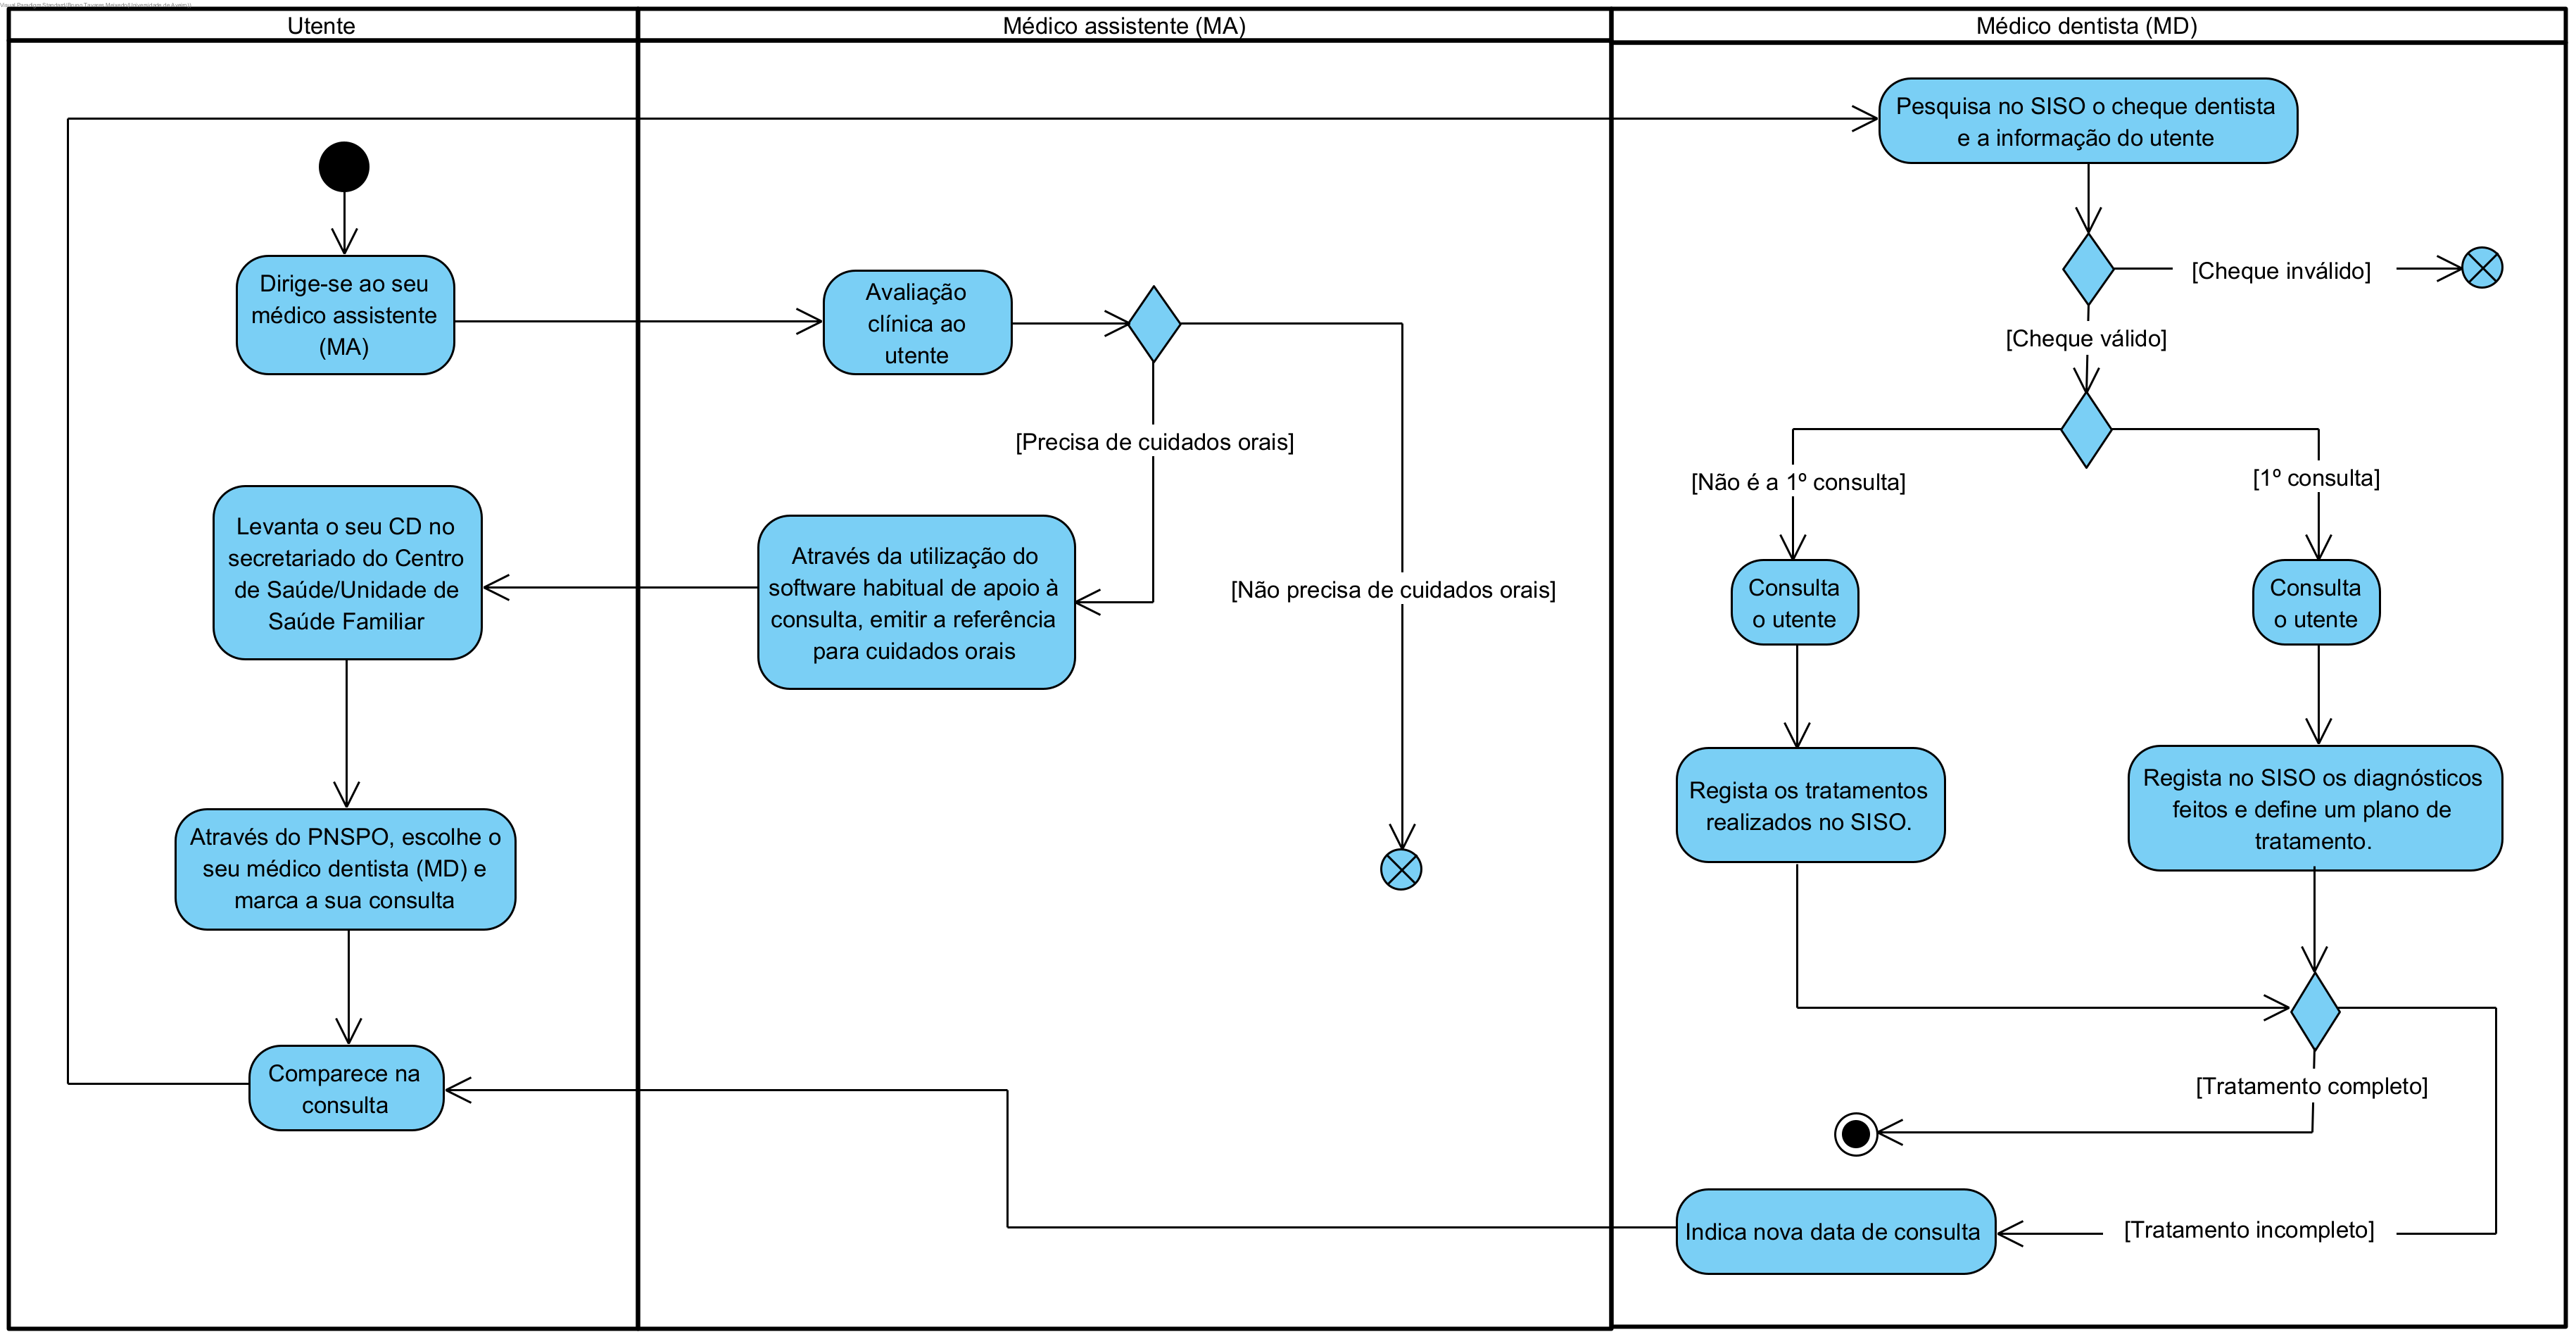 Utente
Médico assistente (MA)
Médico dentista (MD)
Dirige-se ao seu
médico assistente
(MA)
Levanta o seu CD no
secretariado do Centro
de Saúde/Unidade de
Saúde Familiar
Através do PNSPO, escolhe o
seu médico dentista (MD) e
marca a sua consulta
Comparece na
consulta
Avaliação
clínica ao
utente
[Precisa de cuidados orais]
Através da utilização do
software habitual de apoio à
consulta, emitir a referência
para cuidados orais
[Não precisa de cuidados orais]
Pesquisa no SISO o cheque dentista
e a informação do utente
[Cheque inválido]
[Cheque válido]
[Não é a 1º consulta]
[1º consulta]
Consulta
o utente
Consulta
o utente
Regista os tratamentos
realizados no SISO.
Regista no SISO os diagnósticos
feitos e define um plano de
tratamento.
[Tratamento completo]
Indica nova data de consulta
[Tratamento incompleto]